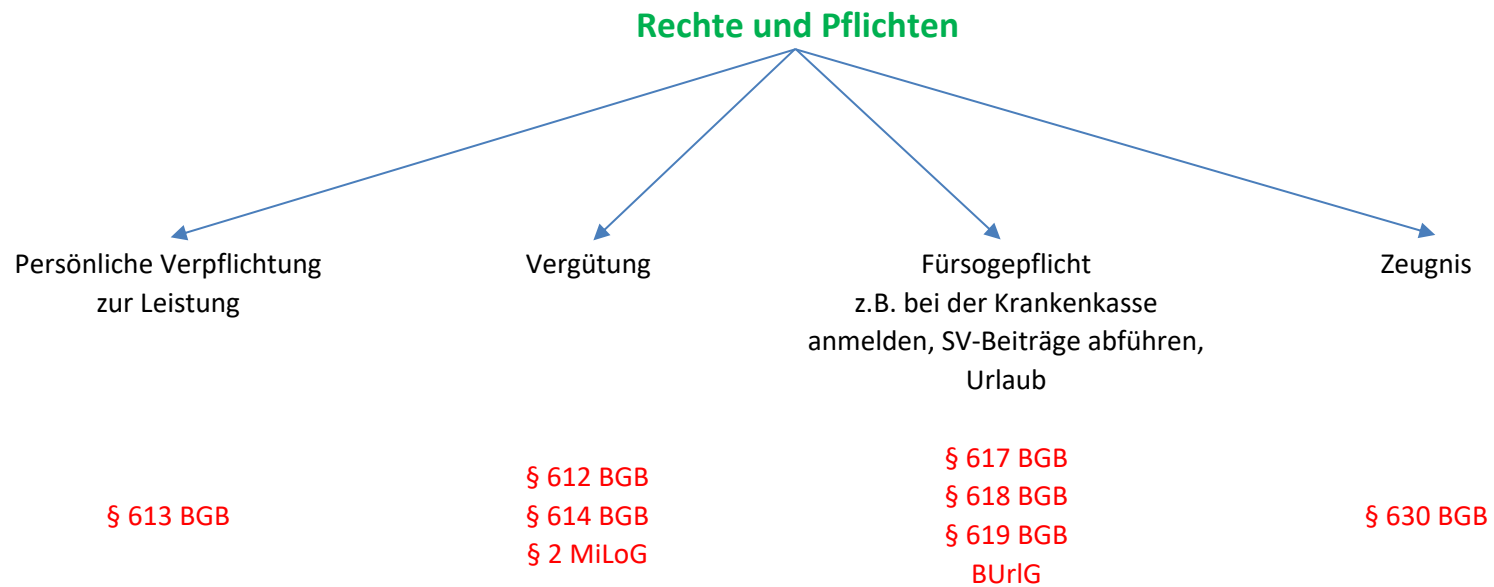 Rechte und Pflichten
Persönliche Verpflichtung
zur Leistung
Vergütung
Fürsogepflicht
z.B. bei der Krankenkasse
anmelden, SV-Beiträge abführen,
Urlaub
Zeugnis
§ 613 BGB
§ 612 BGB
§ 614 BGB
§ 2 MiLoG
§ 617 BGB
§ 618 BGB
§ 619 BGB
BUrlG
§ 630 BGB